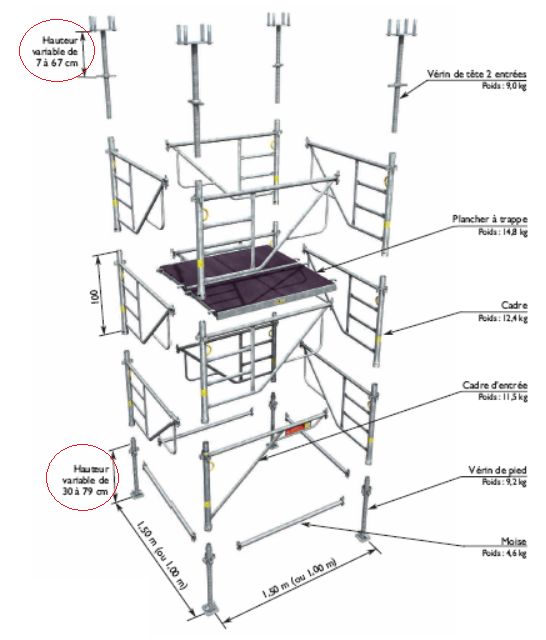 Hauteur
variable de
7 à 67 cm
Vérin de tête 2 entrées
Poids : 9,0 kg
Plancher à trappe
Poids : 14,8 kg
100
Cadre
Poids : 12,4 kg
Cadre d'entrée
Poids : 11,5 kg
Hauteur
variable de
30 à 79 cm
Vérin de pied
Poids : 9,2 kg
Moise
Poids : 4,6 kg
1,50 m (ou 1,00 m)
1,50 m (ou 1,00 m)